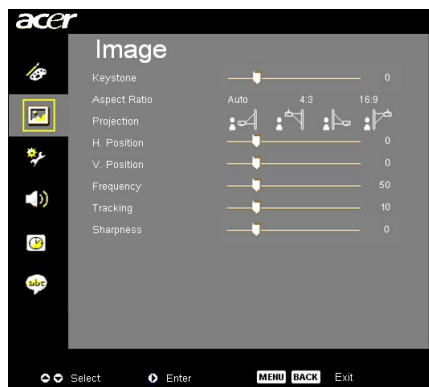 acer
Image
Keystone 0
Aspect Ratio Auto 4:3 16:9
Projection
H. Position 0
V. Position 0
Frequency 50
Tracking 10
Sharpness 0
abc
Select Enter MENU BACK Exit